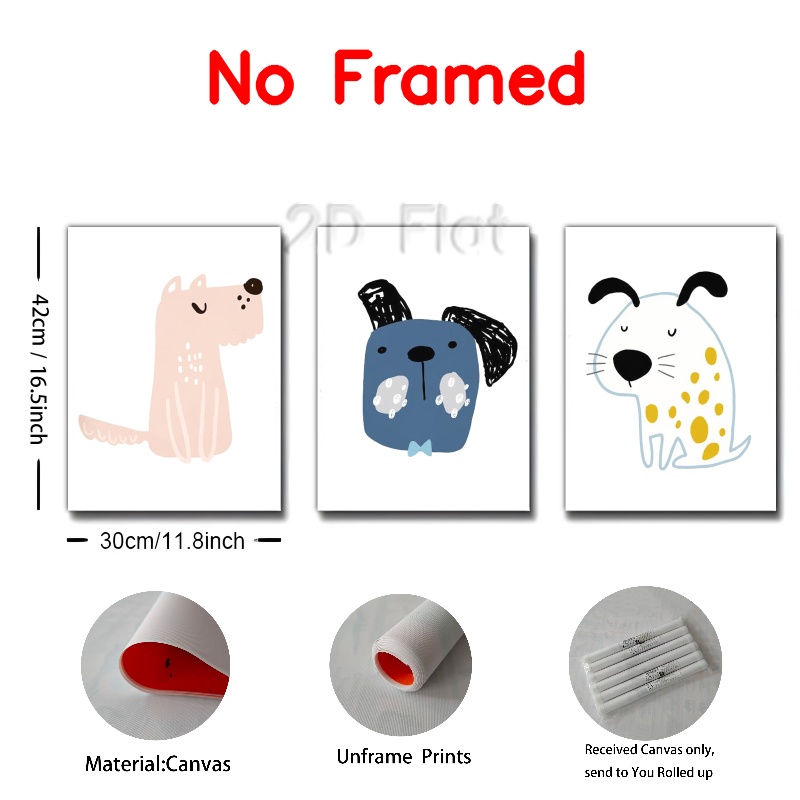 No Framed
2D Flat
42cm / 16.5inch
30cm/11.8inch
Material:Canvas
Unframe Prints
Received Canvas only,
send to You Rolled up